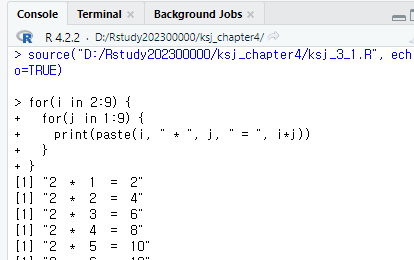 Console Terminal × Background Jobs ×
R 4.2.2 · D:/Rstudy202300000/ksj_chapter4/
> source("D:/Rstudy202300000/ksj_chapter4/ksj_3_1.R", ech
o=TRUE)
> for(i in 2:9) {
+   for(j in 1:9) {
+     print(paste(i, " * ", j, " = ", i*j))
+   }
+ }
[1] "2  *  1  =  2"
[1] "2  *  2  =  4"
[1] "2  *  3  =  6"
[1] "2  *  4  =  8"
[1] "2  *  5  =  10"